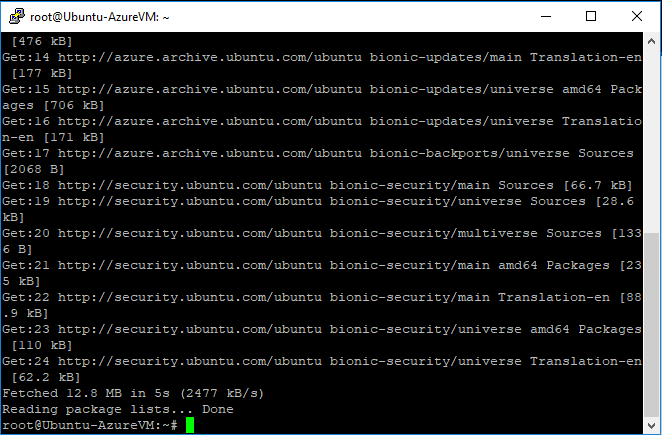 root@Ubuntu-AzureVM: ~
[476 kB]
Get:14 http://azure.archive.ubuntu.com/ubuntu bionic-updates/main Translation-en
 [177 kB]
Get:15 http://azure.archive.ubuntu.com/ubuntu bionic-updates/universe amd64 Pack
ages [706 kB]
Get:16 http://azure.archive.ubuntu.com/ubuntu bionic-updates/universe Translatio
n-en [171 kB]
Get:17 http://azure.archive.ubuntu.com/ubuntu bionic-backports/universe Sources
[2068 B]
Get:18 http://security.ubuntu.com/ubuntu bionic-security/main Sources [66.7 kB]
Get:19 http://security.ubuntu.com/ubuntu bionic-security/universe Sources [28.6
kB]
Get:20 http://security.ubuntu.com/ubuntu bionic-security/multiverse Sources [133
6 B]
Get:21 http://security.ubuntu.com/ubuntu bionic-security/main amd64 Packages [23
5 kB]
Get:22 http://security.ubuntu.com/ubuntu bionic-security/main Translation-en [88
.9 kB]
Get:23 http://security.ubuntu.com/ubuntu bionic-security/universe amd64 Packages
 [110 kB]
Get:24 http://security.ubuntu.com/ubuntu bionic-security/universe Translation-en
 [62.2 kB]
Fetched 12.8 MB in 5s (2477 kB/s)
Reading package lists... Done
root@Ubuntu-AzureVM:~#